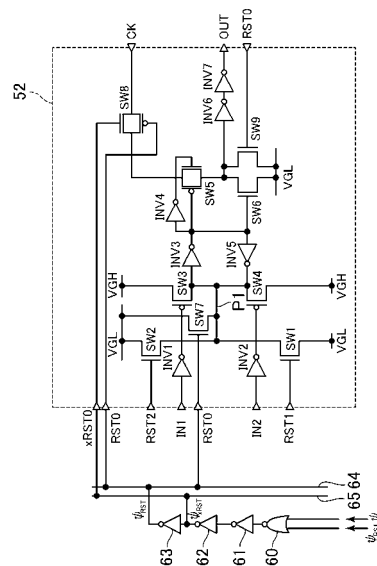 52
CK
OUT
RST0
SW8
INV7
INV6
SW9
INV4
SW5
SW6
VGL
INV3
INV5
VGH
SW3
SW4
VGH
VGL
SW7
P1
SW2
INV1
INV2
SW1
VGL
xRST0
RST0
RST2
IN1
RST0
IN2
RST1
64
65
ψRST
ψxRST
63
62
61
60